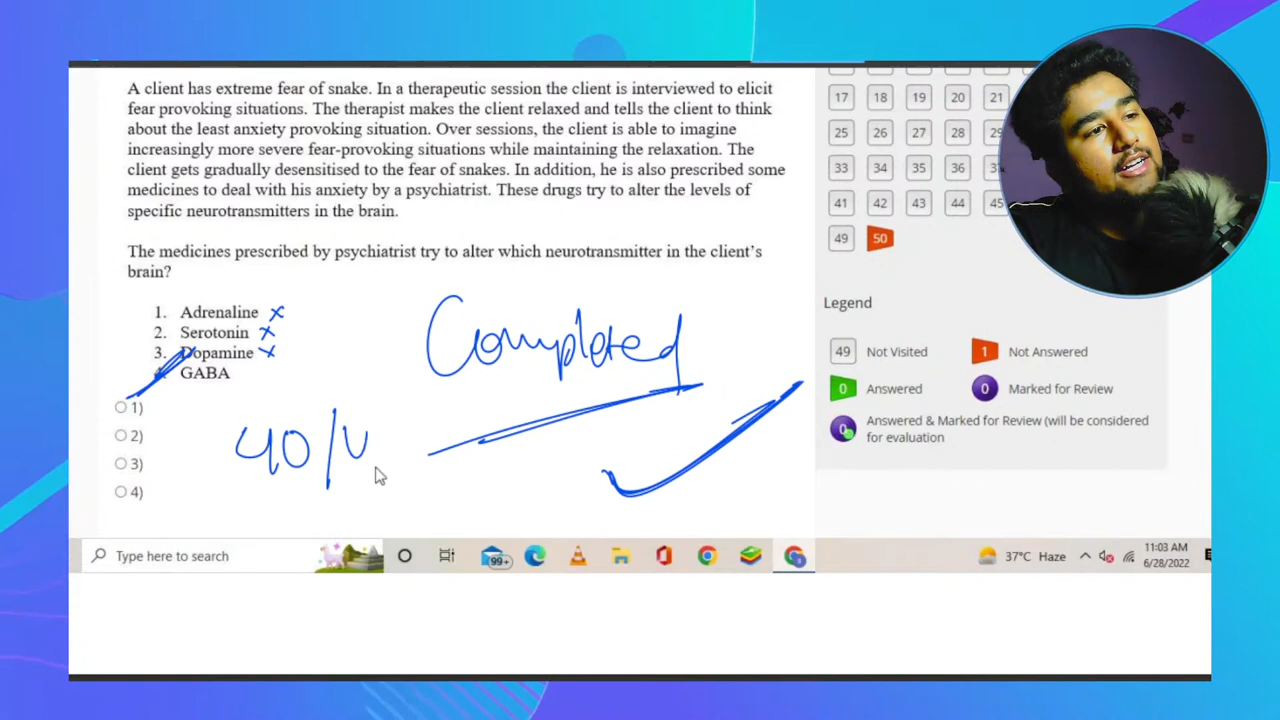 A client has extreme fear of snake. In a therapeutic session the client is interviewed to elicit
fear provoking situations. The therapist makes the client relaxed and tells the client to think
about the least anxiety provoking situation. Over sessions, the client is able to imagine
increasingly more severe fear-provoking situations while maintaining the relaxation. The
client gets gradually desensitised to the fear of snakes. In addition, he is also prescribed some
medicines to deal with his anxiety by a psychiatrist. These drugs try to alter the levels of
specific neurotransmitters in the brain.
The medicines prescribed by psychiatrist try to alter which neurotransmitter in the client's
brain?
1. Adrenaline x
2. Serotonin x
3. Dopamine x
GABA
Completed
1)
2)
3)
4)
40/
17 18 19 20 21
25 26 27 28 29
33 34 35 36
41 42 43 44 45
49 50
Legend
49 Not Visited
1 Not Answered
0 Answered
0 Marked for Review
0 Answered & Marked for Review (will be considered
for evaluation
Type here to search
99+
37°C Haze
11:03 AM
6/28/2022